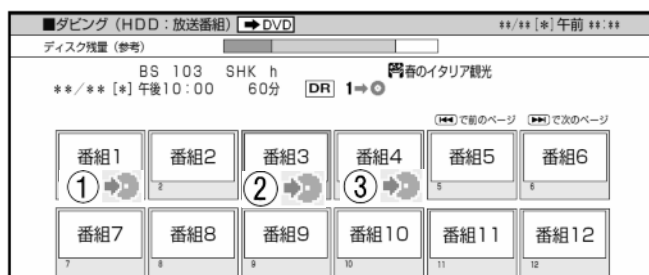 ■ダビング（HDD：放送番組）➡DVD　**/**[*]午前 **:**
ディスク残量（参考）
BS 103　SHK h　春のイタリア観光
**/**[*]午後10:00　60分　DR　1➡
⏮で前のページ　⏭で次のページ
番組1　番組2　番組3　番組4　番組5　番組6
①　2　②　③　5　6
番組7　番組8　番組9　番組10　番組11　番組12
7　8　9　10　11　12